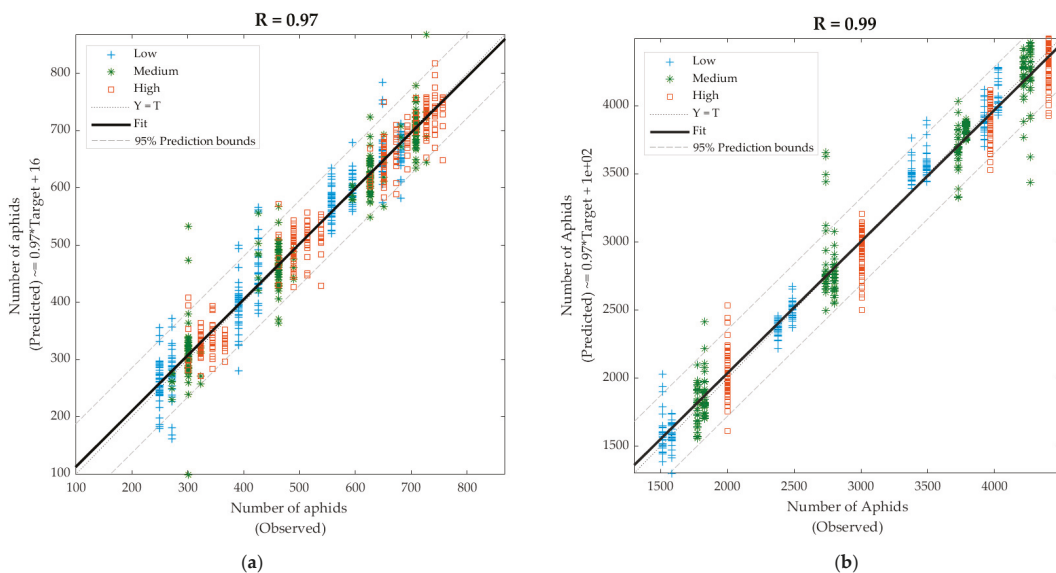 R = 0.97
Low
Medium
High
Y = T
Fit
95% Prediction bounds
800
700
600
500
400
300
200
100
100
200
300
400
500
600
700
800
Number of aphids
(Predicted) ~= 0.97*Target + 16
Number of aphids
(Observed)
(a)
R = 0.99
Low
Medium
High
Y = T
Fit
95% Prediction bounds
4000
3500
3000
2500
2000
1500
1500
2000
2500
3000
3500
4000
Number of Aphids
(Predicted) ~= 0.97*Target + 1e+02
Number of Aphids
(Observed)
(b)